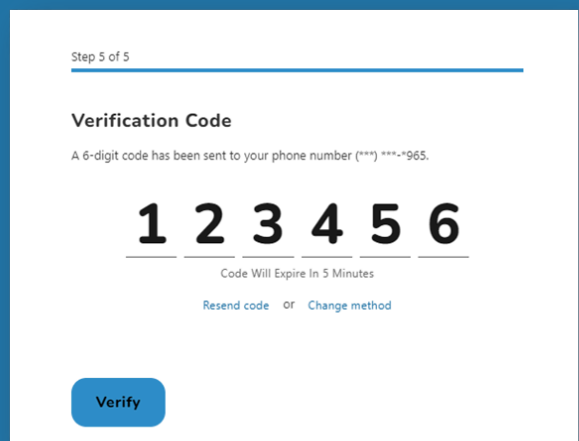 Step 5 of 5
Verification Code
A 6-digit code has been sent to your phone number (***) ***-*965.
1 2 3 4 5 6
Code Will Expire In 5 Minutes
Resend code or Change method
Verify